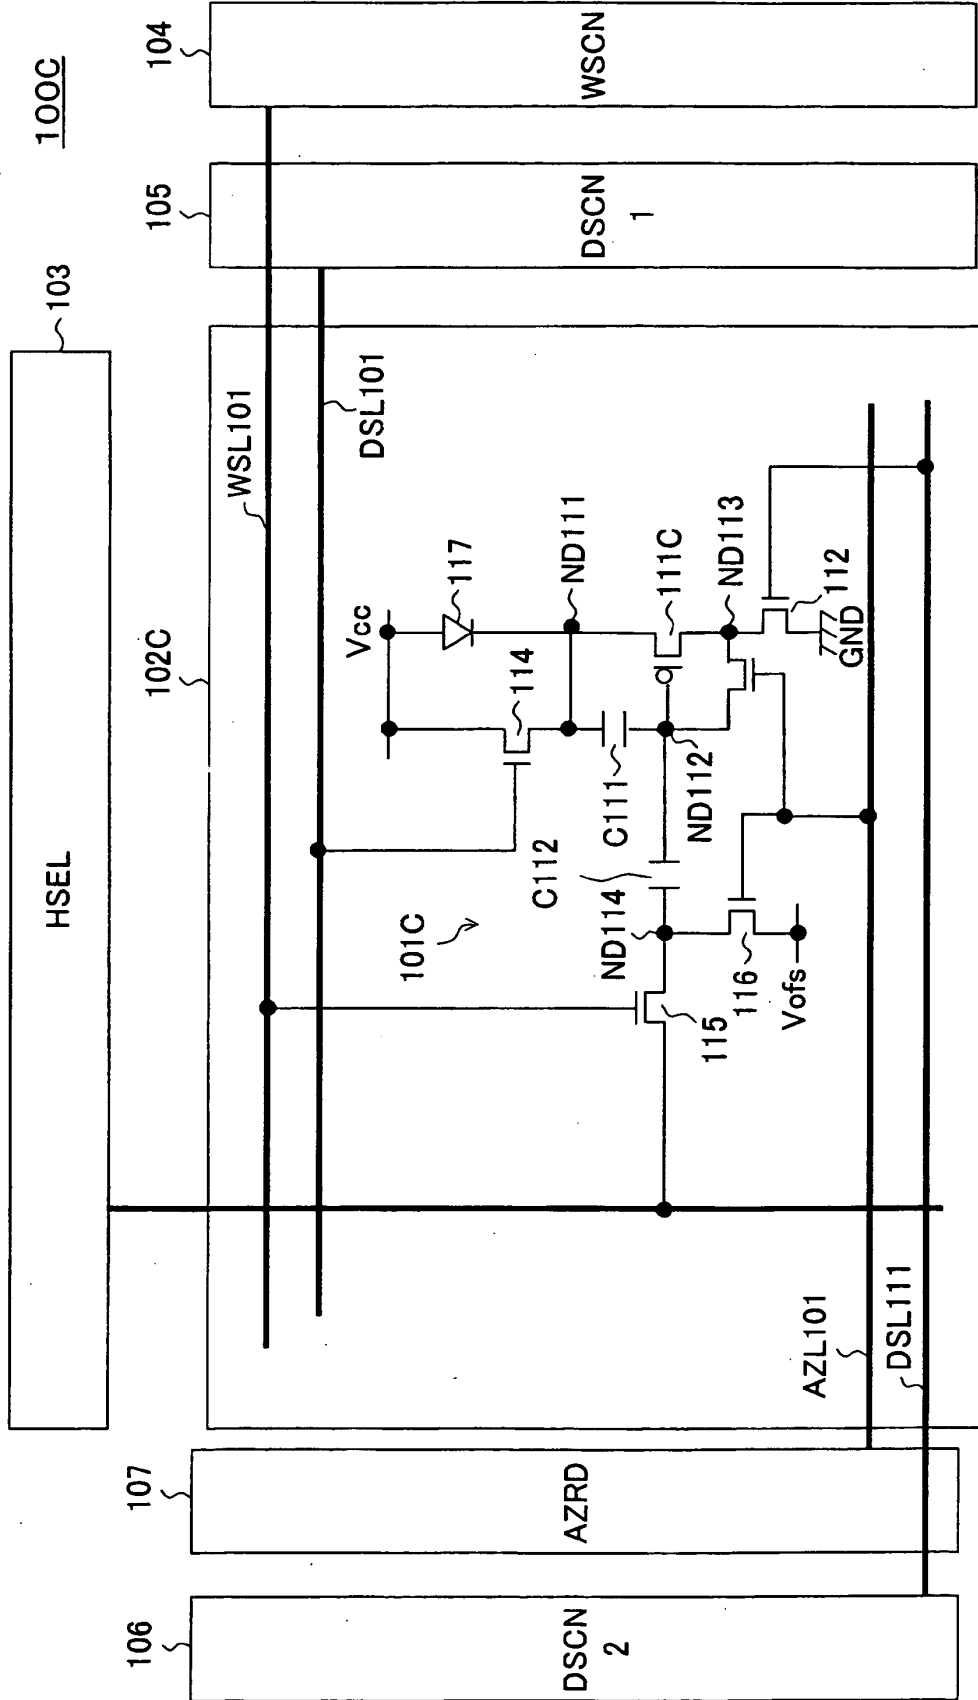 100C
HSEL
103
104
WSCN
105
DSCN
1
102C
WSL101
DSL101
Vcc
117
ND111
114
C111
111C
ND113
112
GND
ND112
C112
ND114
101C
115
116
Vofs
AZL101
DSL111
107
AZRD
106
DSCN
2